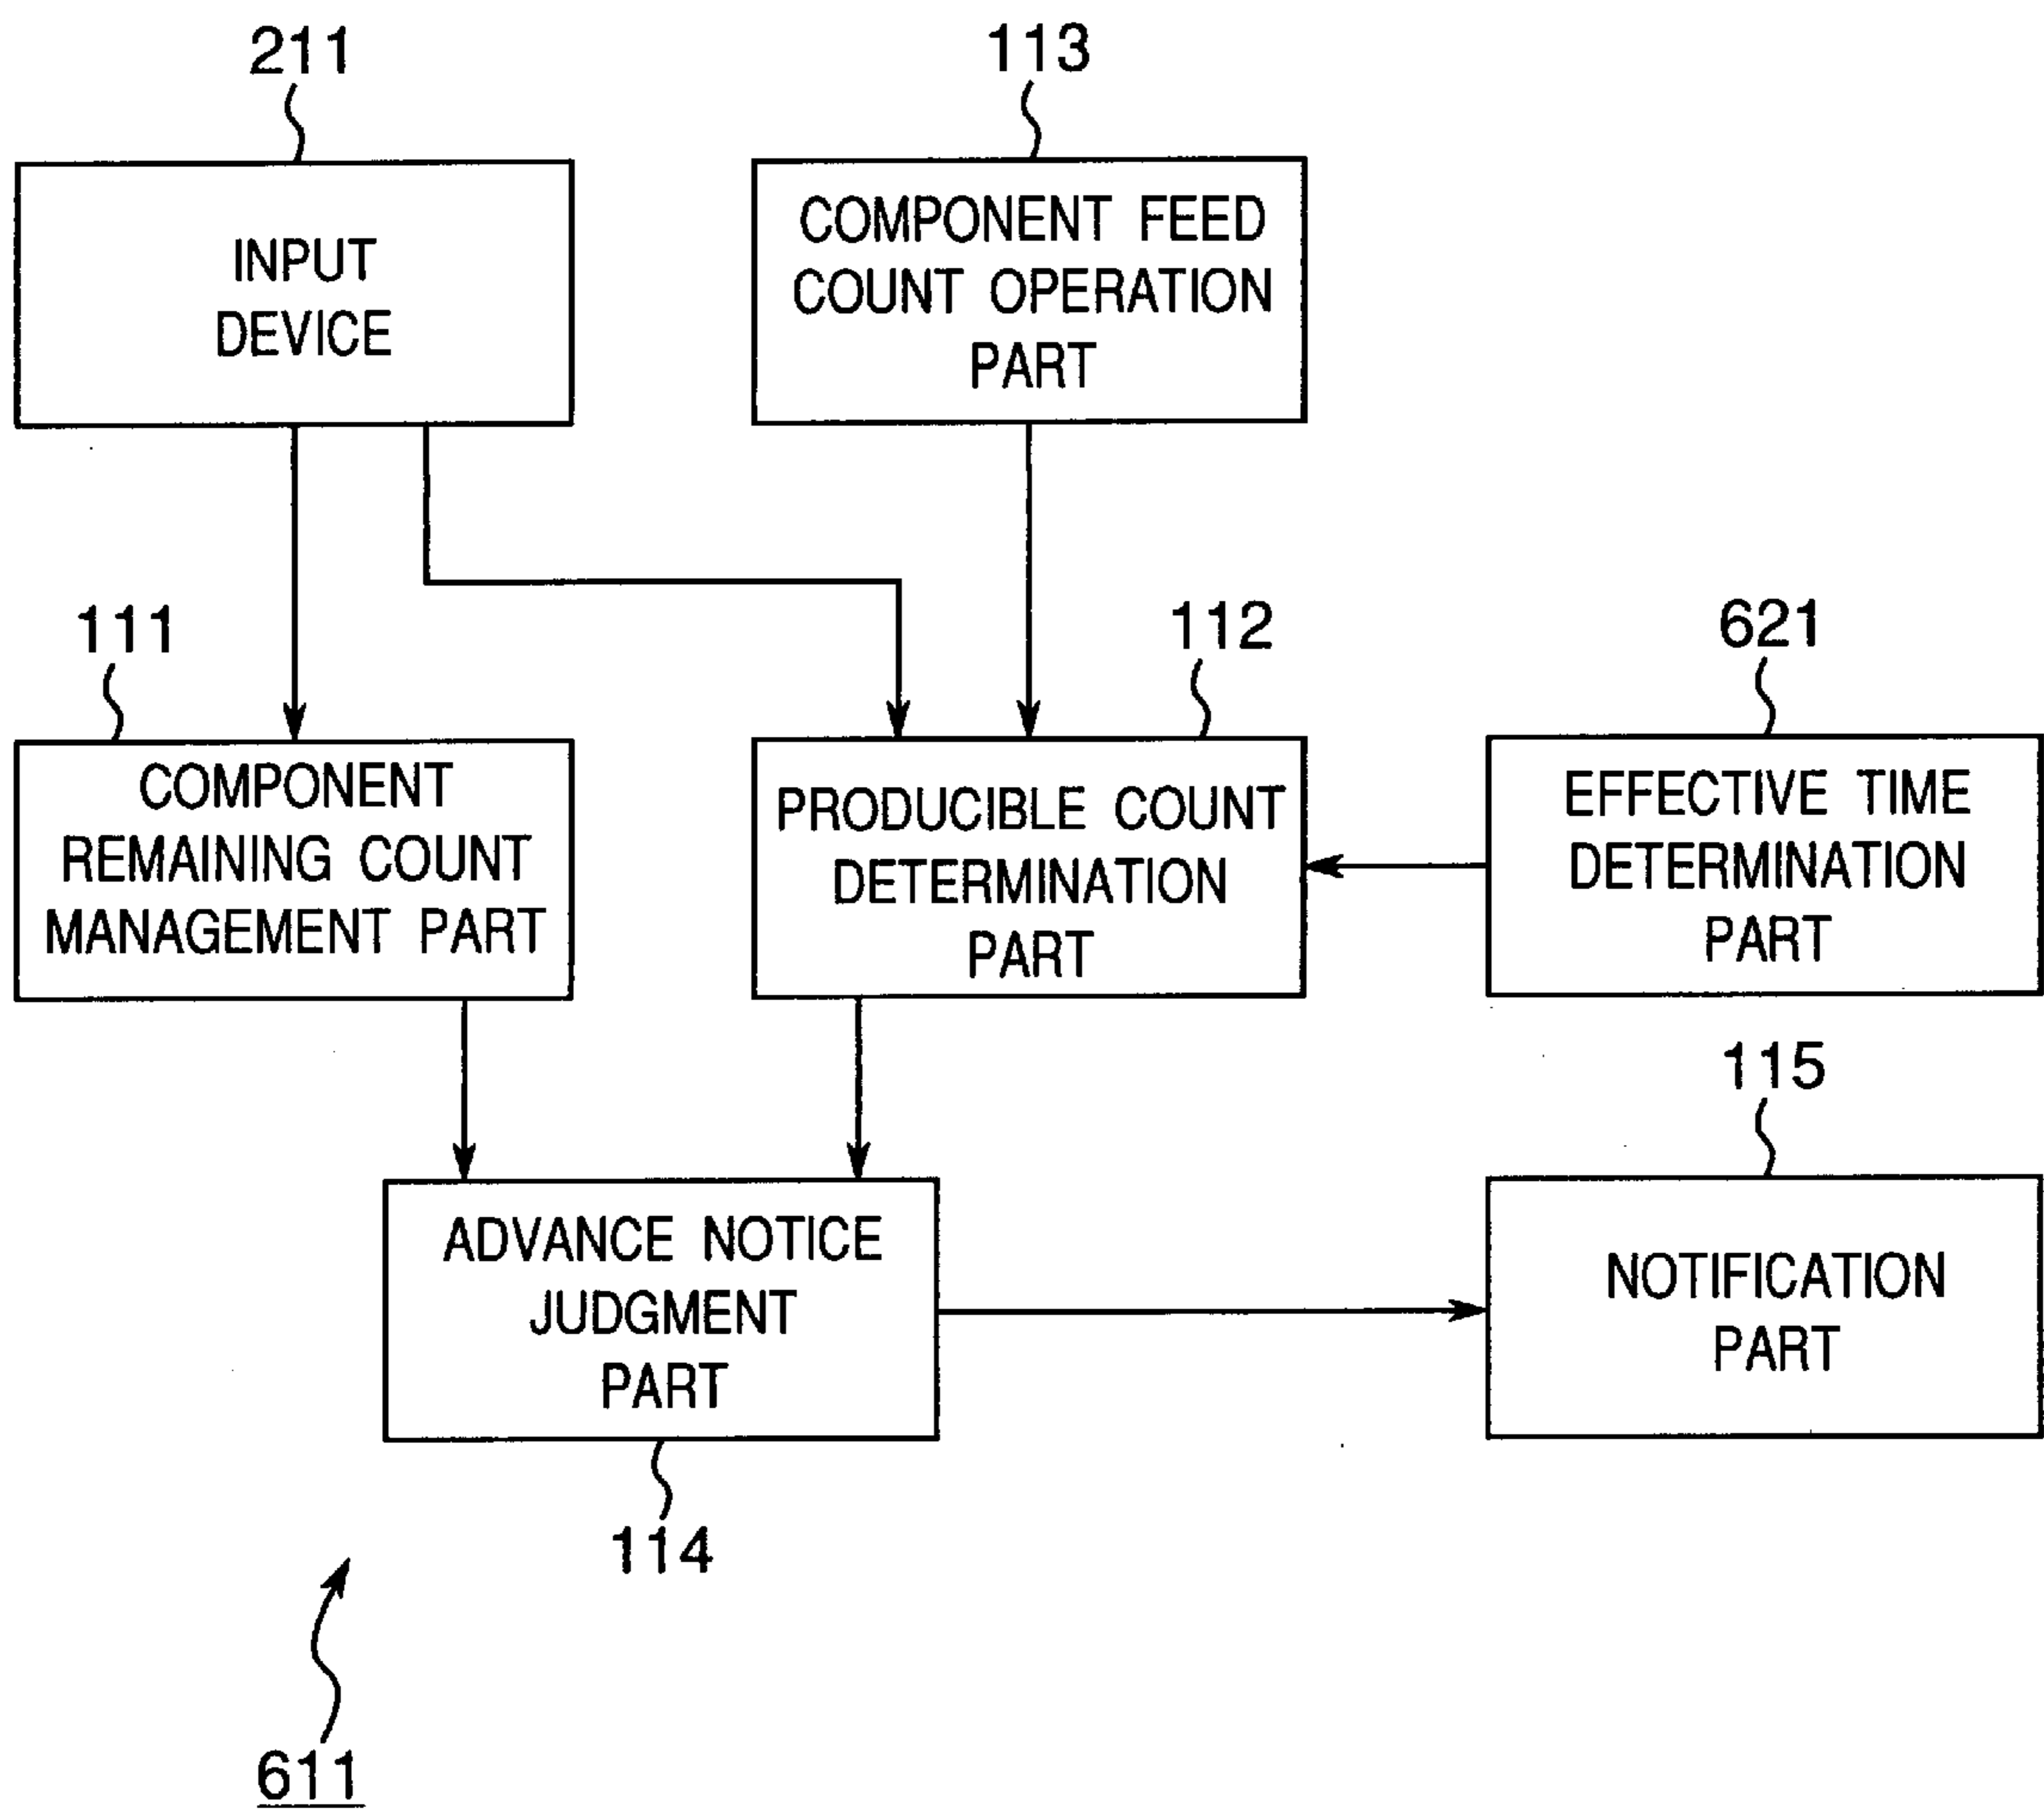 211
113
INPUT
DEVICE
COMPONENT FEED
COUNT OPERATION
PART
111
112
621
COMPONENT
REMAINING COUNT
MANAGEMENT PART
PRODUCIBLE COUNT
DETERMINATION
PART
EFFECTIVE TIME
DETERMINATION
PART
115
ADVANCE NOTICE
JUDGMENT
PART
NOTIFICATION
PART
114
611